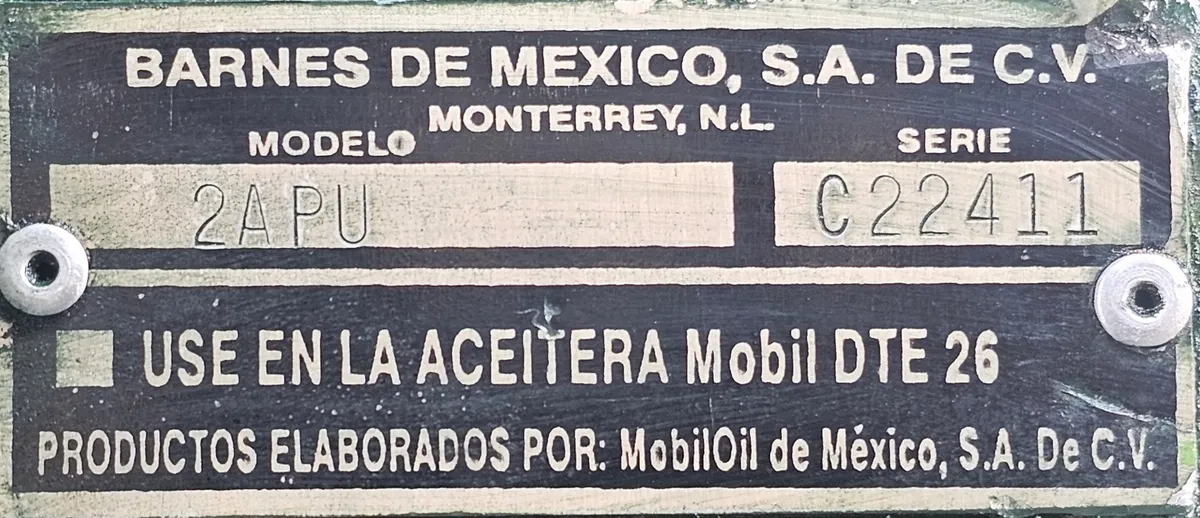 BARNES DE MEXICO, S.A. DE C.V.
MONTERREY, N.L.
MODELO SERIE
2APU C22411
USE EN LA ACEITERA Mobil DTE 26
PRODUCTOS ELABORADOS POR: MobilOil de México, S.A. De C.V.